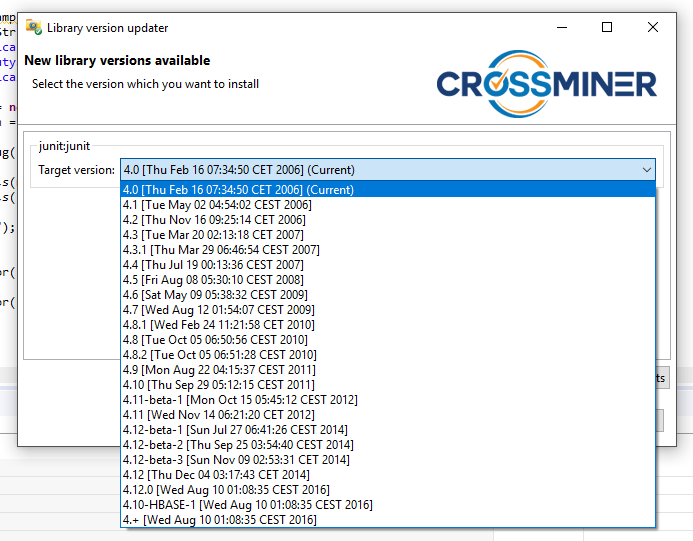 Library version updater
New library versions available
Select the version which you want to install
CROSSMINER
junit:junit
Target version: 4.0 [Thu Feb 16 07:34:50 CET 2006] (Current)
4.0 [Thu Feb 16 07:34:50 CET 2006] (Current)
4.1 [Tue May 02 04:54:02 CEST 2006]
4.2 [Thu Nov 16 09:25:14 CET 2006]
4.3 [Tue Mar 20 02:13:18 CET 2007]
4.3.1 [Thu Mar 29 06:46:54 CEST 2007]
4.4 [Thu Jul 19 00:13:36 CEST 2007]
4.5 [Fri Aug 08 05:30:10 CEST 2008]
4.6 [Sat May 09 05:38:32 CEST 2009]
4.7 [Wed Aug 12 01:54:07 CEST 2009]
4.8.1 [Wed Feb 24 11:21:58 CET 2010]
4.8 [Tue Oct 05 06:50:56 CEST 2010]
4.8.2 [Tue Oct 05 06:51:28 CEST 2010]
4.9 [Mon Aug 22 04:15:37 CEST 2011]
4.10 [Thu Sep 29 05:12:15 CEST 2011]
4.11-beta-1 [Mon Oct 15 05:45:12 CEST 2012]
4.11 [Wed Nov 14 06:21:20 CET 2012]
4.12-beta-1 [Sun Jul 27 06:41:26 CEST 2014]
4.12-beta-2 [Thu Sep 25 03:54:40 CEST 2014]
4.12-beta-3 [Sun Nov 09 02:53:31 CET 2014]
4.12 [Thu Dec 04 03:17:43 CET 2014]
4.12.0 [Wed Aug 10 01:08:35 CEST 2016]
4.10-HBASE-1 [Wed Aug 10 01:08:35 CEST 2016]
4.+ [Wed Aug 10 01:08:35 CEST 2016]